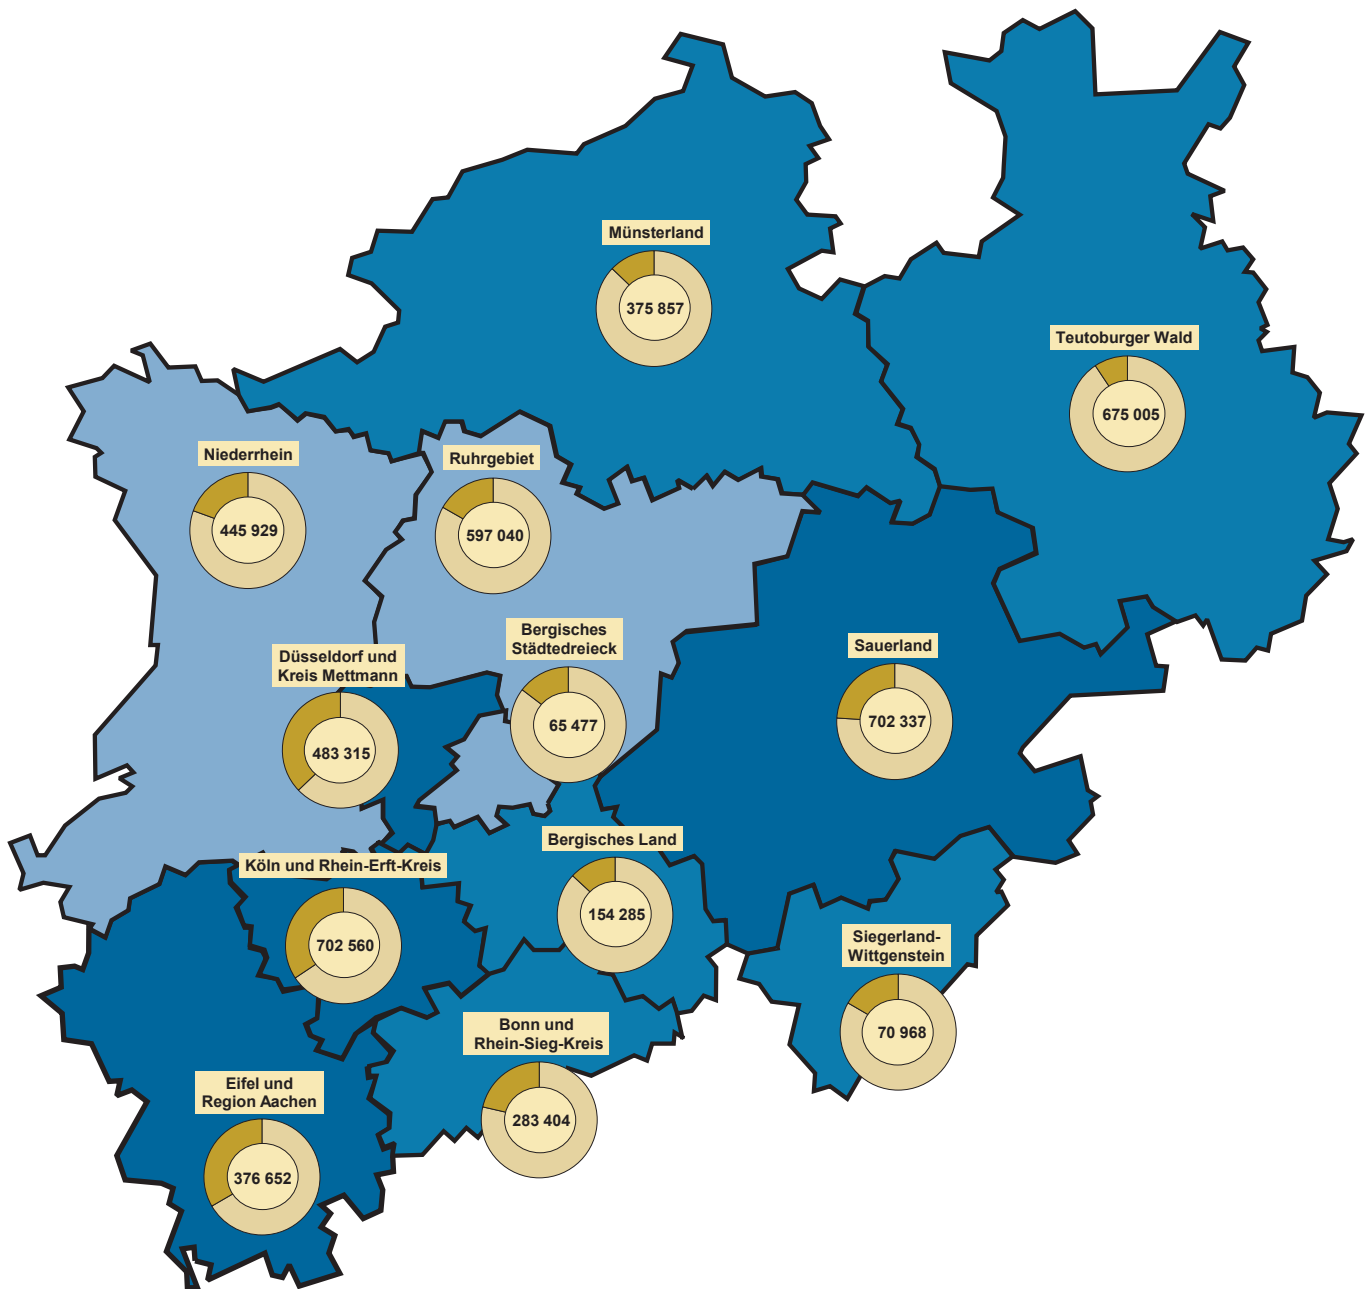 Münsterland
375 857
Teutoburger Wald
675 005
Niederrhein
445 929
Ruhrgebiet
597 040
Bergisches
Städtedreieck
65 477
Sauerland
702 337
Düsseldorf und
Kreis Mettmann
483 315
Bergisches Land
154 285
Köln und Rhein-Erft-Kreis
702 560
Siegerland-
Wittgenstein
70 968
Bonn und
Rhein-Sieg-Kreis
283 404
Eifel und
Region Aachen
376 652